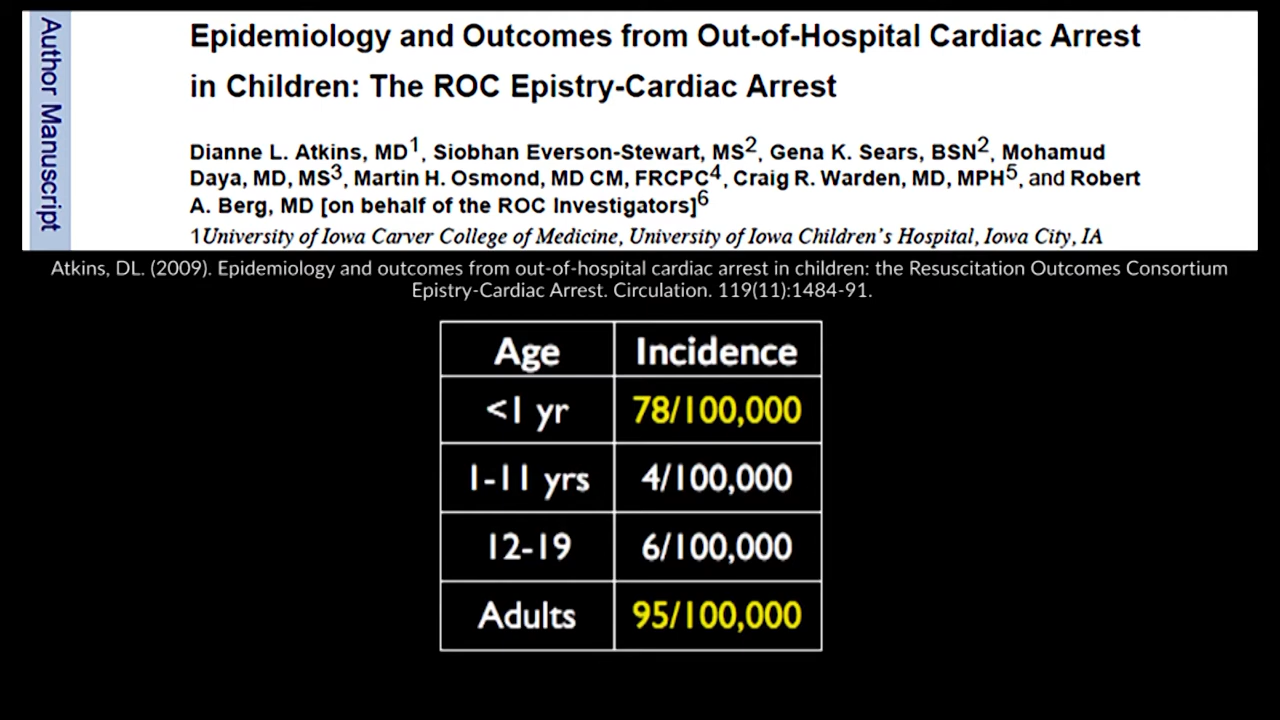 Author Manuscript
Epidemiology and Outcomes from Out-of-Hospital Cardiac Arrest
in Children: The ROC Epistry-Cardiac Arrest
Dianne L. Atkins, MD1, Siobhan Everson-Stewart, MS2, Gena K. Sears, BSN2, Mohamud
Daya, MD, MS3, Martin H. Osmond, MD CM, FRCPC4, Craig R. Warden, MD, MPH5, and Robert
A. Berg, MD [on behalf of the ROC Investigators]6
1University of Iowa Carver College of Medicine, University of Iowa Children's Hospital, Iowa City, IA
Atkins, DL. (2009). Epidemiology and outcomes from out-of-hospital cardiac arrest in children: the Resuscitation Outcomes Consortium
Epistry-Cardiac Arrest. Circulation. 119(11):1484-91.
Age Incidence
<1 yr 78/100,000
1-11 yrs 4/100,000
12-19 6/100,000
Adults 95/100,000